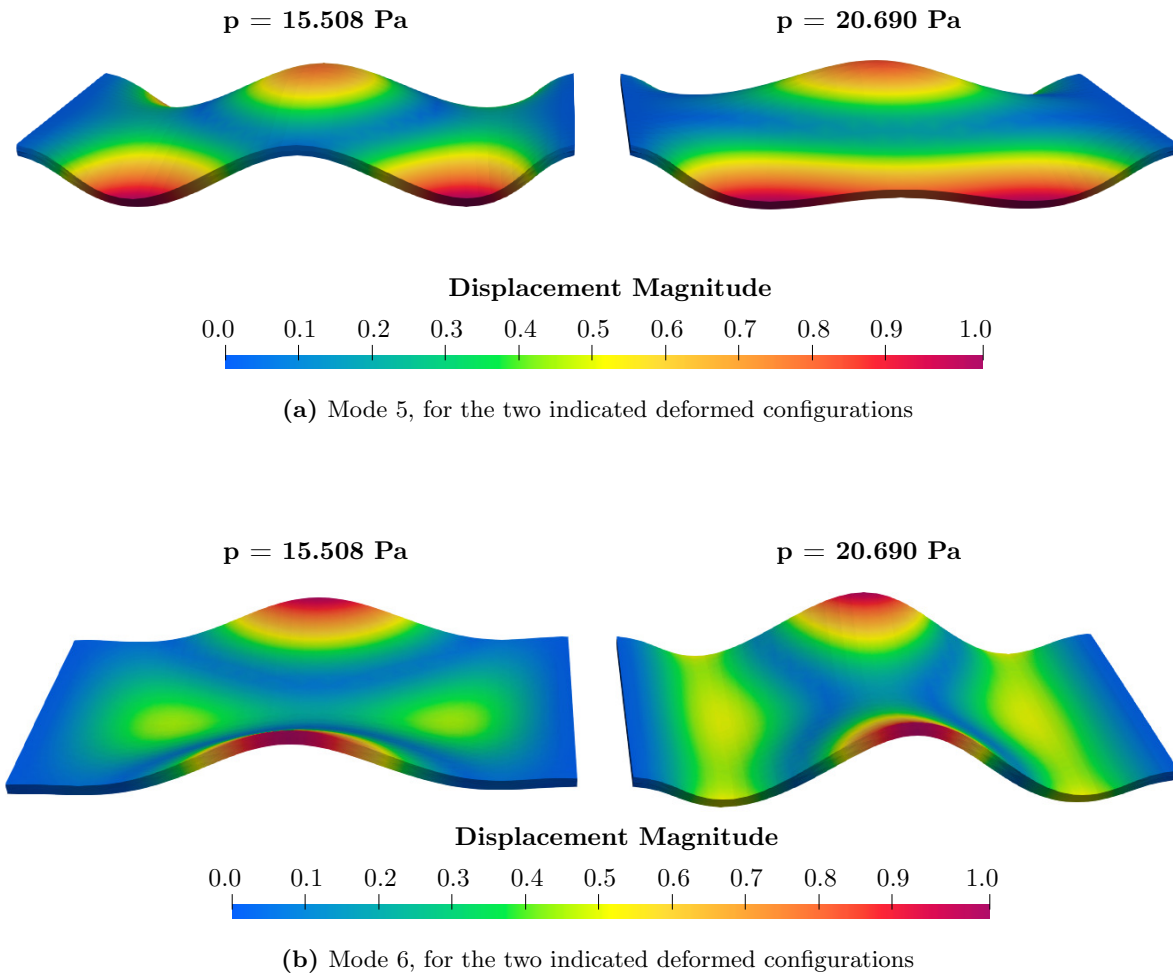 p = 15.508 Pa p = 20.690 Pa
Displacement Magnitude
0.0 0.1 0.2 0.3 0.4 0.5 0.6 0.7 0.8 0.9 1.0
(a) Mode 5, for the two indicated deformed configurations
p = 15.508 Pa p = 20.690 Pa
Displacement Magnitude
0.0 0.1 0.2 0.3 0.4 0.5 0.6 0.7 0.8 0.9 1.0
(b) Mode 6, for the two indicated deformed configurations